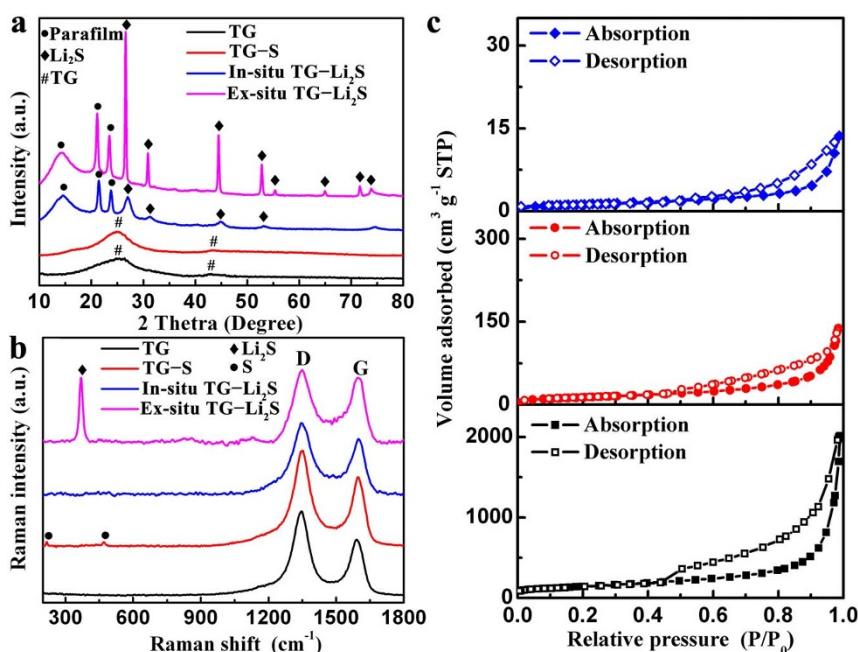 a
●Parafilm
◆Li₂S
#TG
TG
TG−S
In-situ TG−Li₂S
Ex-situ TG−Li₂S
Intensity (a.u.)
#
#
#
#
10 20 30 40 50 60 70 80
2 Thetra (Degree)
b
TG
TG−S
In-situ TG−Li₂S
Ex-situ TG−Li₂S
◆ Li₂S
● S
D
G
Raman intensity (a.u.)
300 600 900 1200 1500 1800
Raman shift (cm⁻¹)
c
Volume adsorbed (cm³ g⁻¹ STP)
35
Absorption
Desorption
15
0
300
Absorption
Desorption
150
0
2000
Absorption
Desorption
1000
0
0.0 0.2 0.4 0.6 0.8 1.0
Relative pressure (P/P₀)